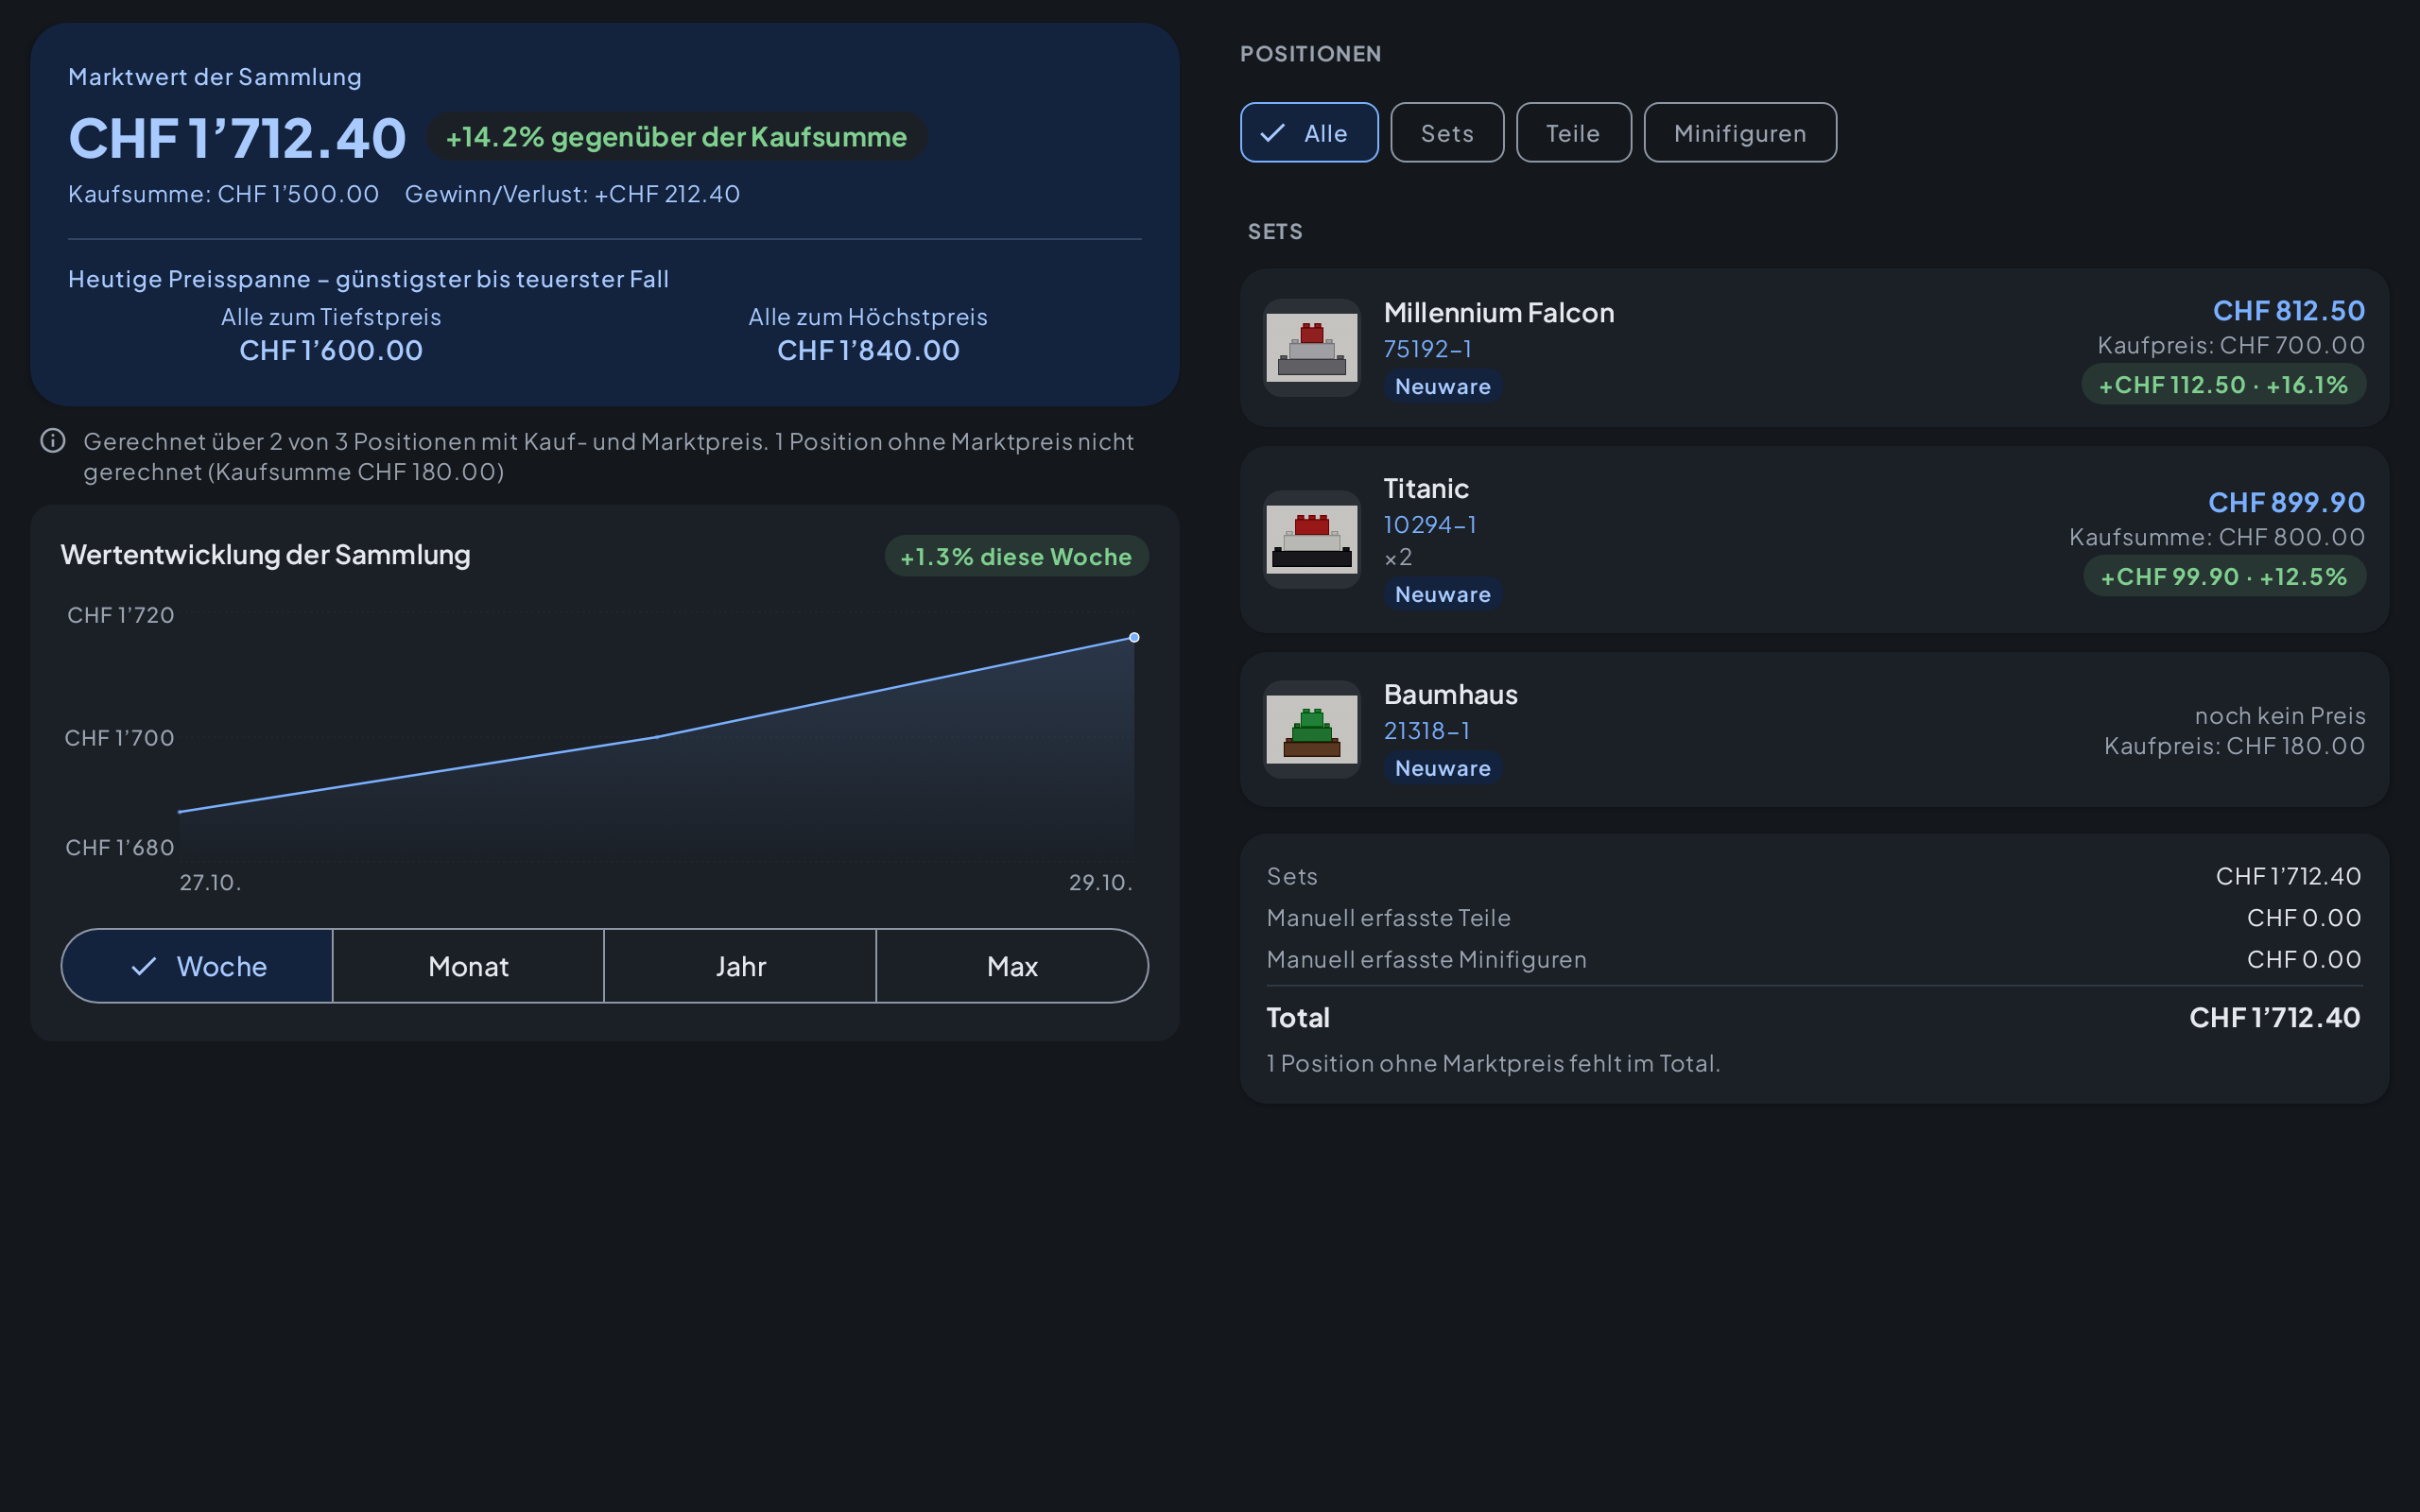 Marktwert der Sammlung
CHF 1’712.40
+14.2% gegenüber der Kaufsumme
Kaufsumme: CHF 1’500.00
Gewinn/Verlust: +CHF 212.40
Heutige Preisspanne – günstigster bis teuerster Fall
Alle zum Tiefstpreis
CHF 1’600.00
Alle zum Höchstpreis
CHF 1’840.00
Gerechnet über 2 von 3 Positionen mit Kauf- und Marktpreis. 1 Position ohne Marktpreis nicht
gerechnet (Kaufsumme CHF 180.00)
Wertentwicklung der Sammlung
+1.3% diese Woche
CHF 1’720
CHF 1’700
CHF 1’680
27.10.
29.10.
Woche
Monat
Jahr
Max
POSITIONEN
Alle
Sets
Teile
Minifiguren
SETS
Millennium Falcon
75192-1
Neuware
CHF 812.50
Kaufpreis: CHF 700.00
+CHF 112.50 · +16.1%
Titanic
10294-1
×2
Neuware
CHF 899.90
Kaufsumme: CHF 800.00
+CHF 99.90 · +12.5%
Baumhaus
21318-1
Neuware
noch kein Preis
Kaufpreis: CHF 180.00
Sets
CHF 1’712.40
Manuell erfasste Teile
CHF 0.00
Manuell erfasste Minifiguren
CHF 0.00
Total
CHF 1’712.40
1 Position ohne Marktpreis fehlt im Total.